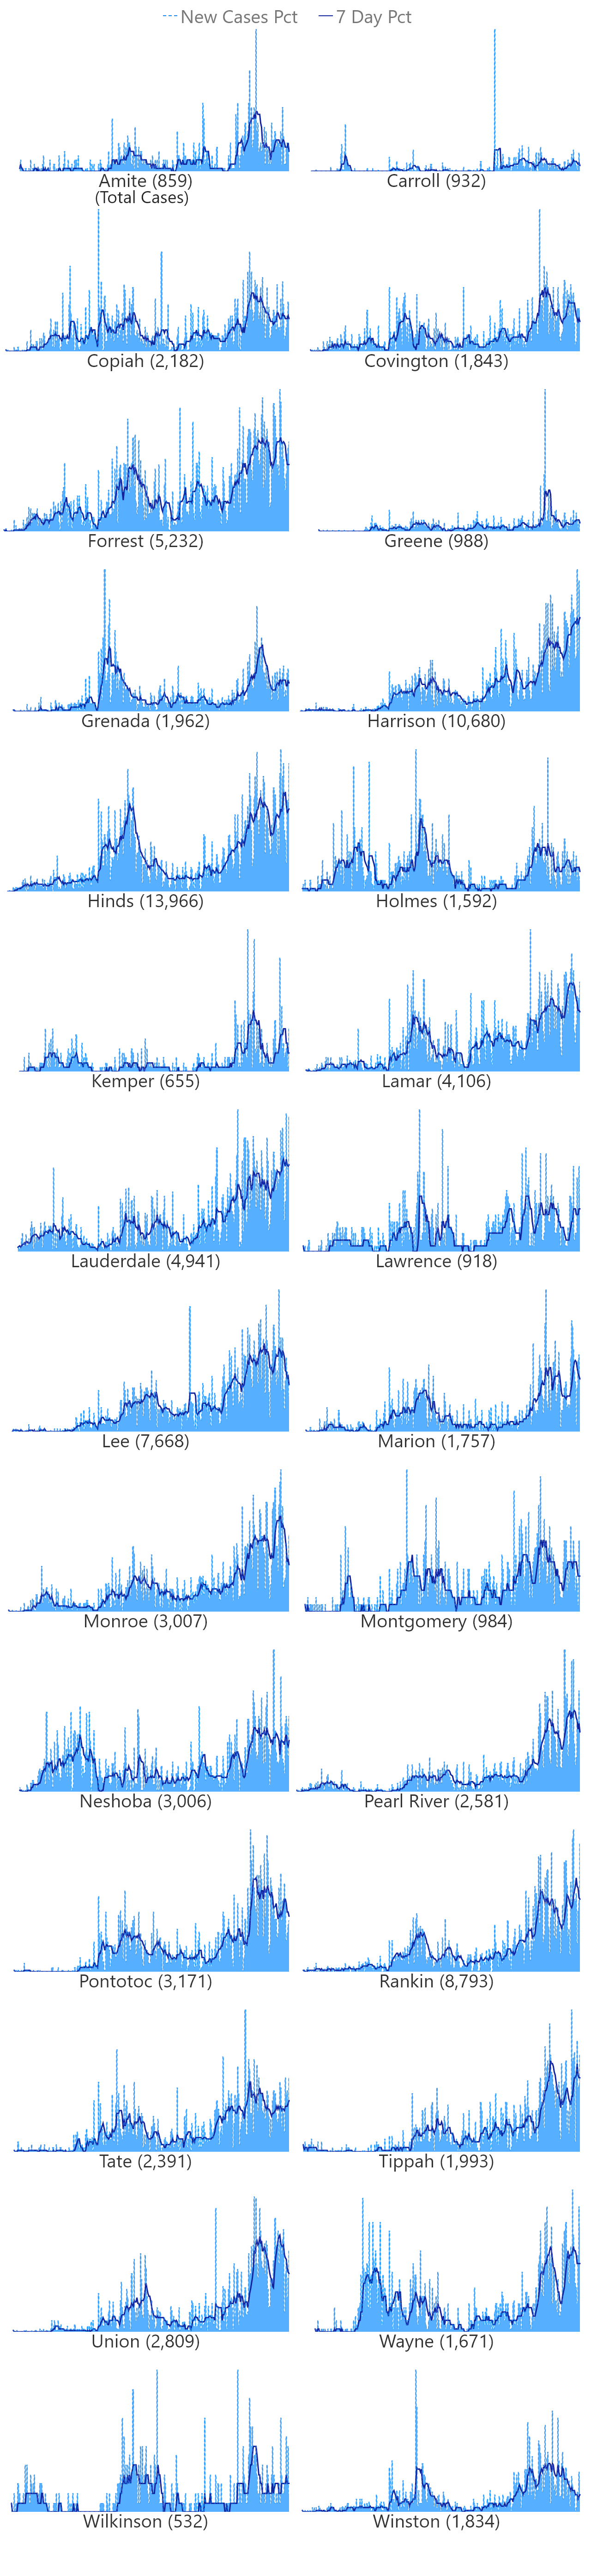 New Cases Pct 7 Day Pct
Amite (859)
(Total Cases)
Carroll (932)
Copiah (2,182)
Covington (1,843)
Forrest (5,232)
Greene (988)
Grenada (1,962)
Harrison (10,680)
Hinds (13,966)
Holmes (1,592)
Kemper (655)
Lamar (4,106)
Lauderdale (4,941)
Lawrence (918)
Lee (7,668)
Marion (1,757)
Monroe (3,007)
Montgomery (984)
Neshoba (3,006)
Pearl River (2,581)
Pontotoc (3,171)
Rankin (8,793)
Tate (2,391)
Tippah (1,993)
Union (2,809)
Wayne (1,671)
Wilkinson (532)
Winston (1,834)